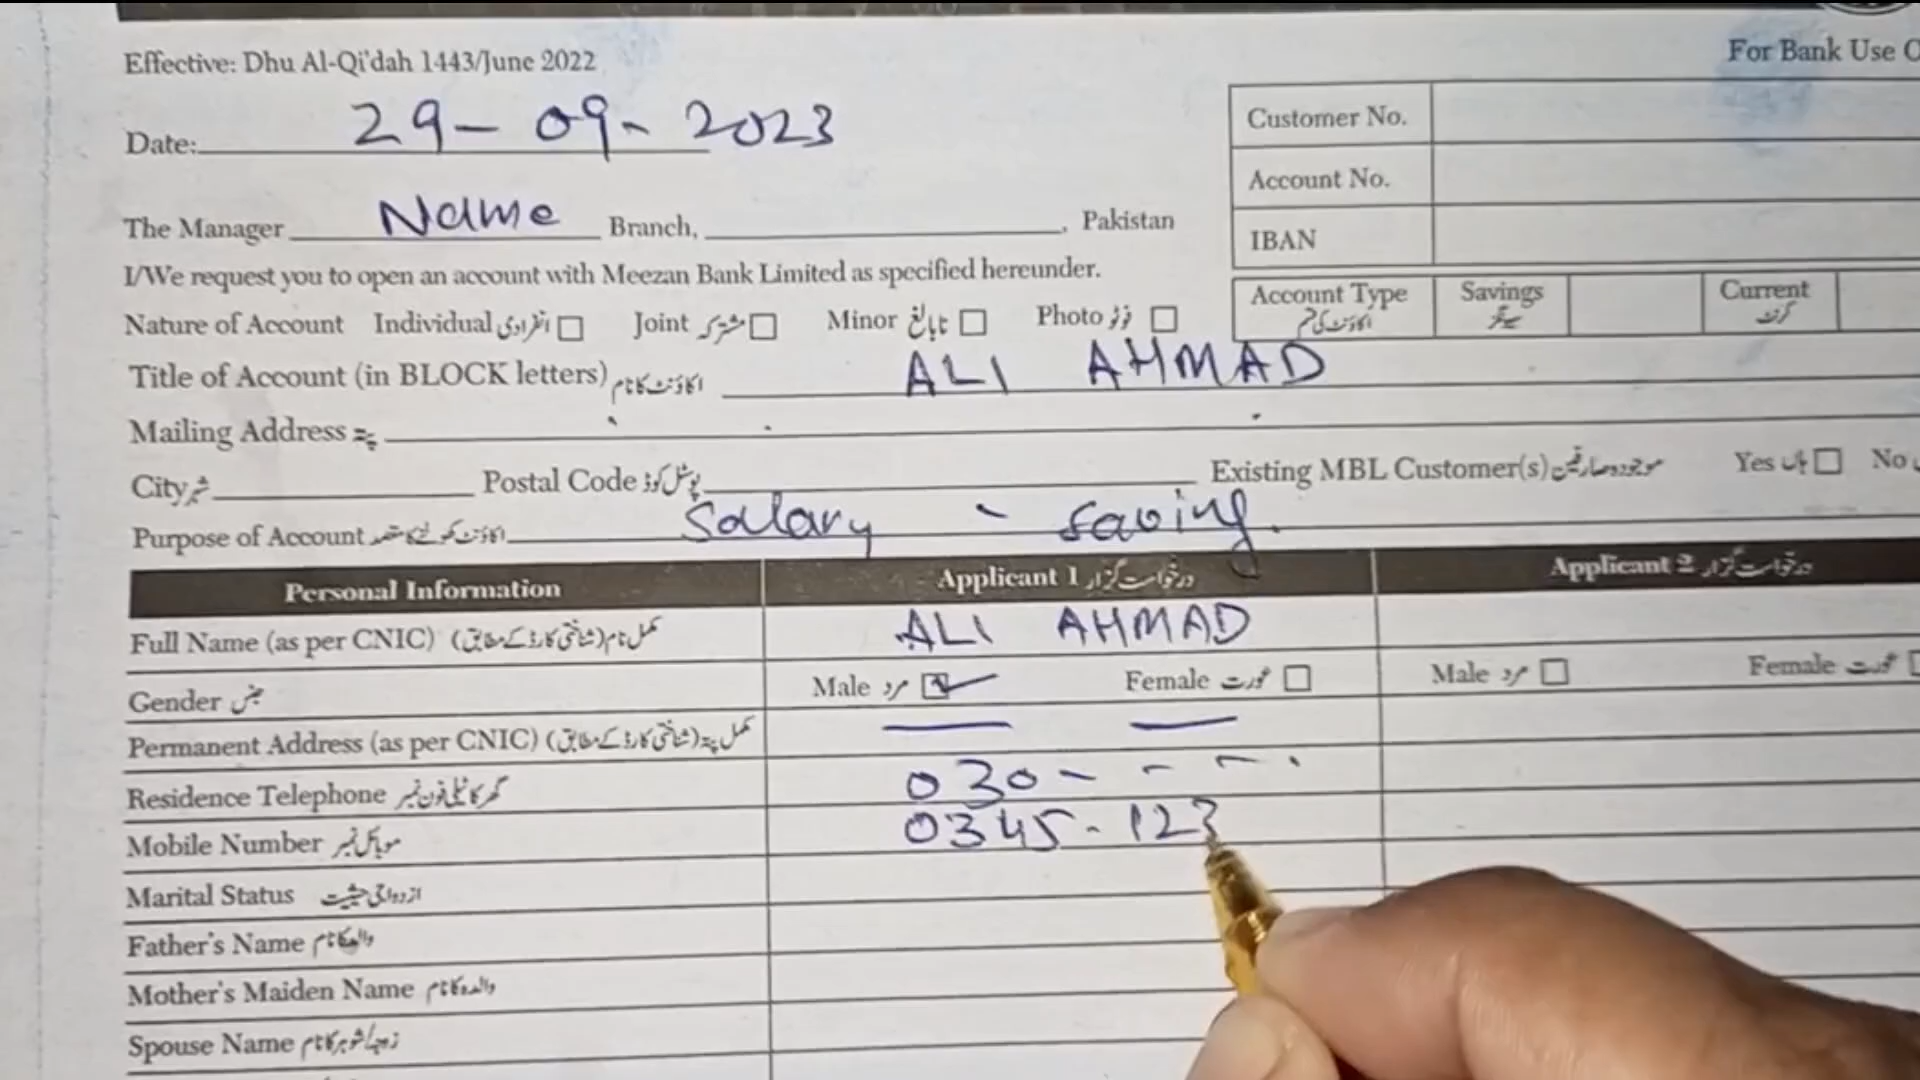 Effective: Dhu Al-Qi'dah 1443/June 2022
For Bank Use
Date: 29 - 09 - 2023
Customer No.
Account No.
The Manager Name Branch, , Pakistan
IBAN
I/We request you to open an account with Meezan Bank Limited as specified hereunder.
Account Type اکاؤنٹ کی قسم Savings سیونگز Current کرنٹ
Nature of Account Individual انفرادی Joint مشترکہ Minor نابالغ Photo فوٹو
Title of Account (in BLOCK letters) اکاؤنٹ کا نام ALI AHMAD
Mailing Address پتہ
City شہر Postal Code پوسٹل کوڈ Existing MBL Customer(s) موجودہ صارفین Yes ہاں No
Purpose of Account اکاؤنٹ کھولنے کا مقصد Salary - saving.
Personal Information Applicant 1 درخواست گزار Applicant 2 درخواست گزار
Full Name (as per CNIC) مکمل نام (شناختی کارڈ کے مطابق) ALI AHMAD
Gender جنس Male مرد Female عورت Male مرد Female عورت
Permanent Address (as per CNIC) مکمل پتہ (شناختی کارڈ کے مطابق)
Residence Telephone گھر کا ٹیلی فون نمبر 030 - - -
Mobile Number موبائل نمبر 0345 - 123
Marital Status ازدواجی حیثیت
Father's Name والد کا نام
Mother's Maiden Name والدہ کا نام
Spouse Name زوجہ/شوہر کا نام